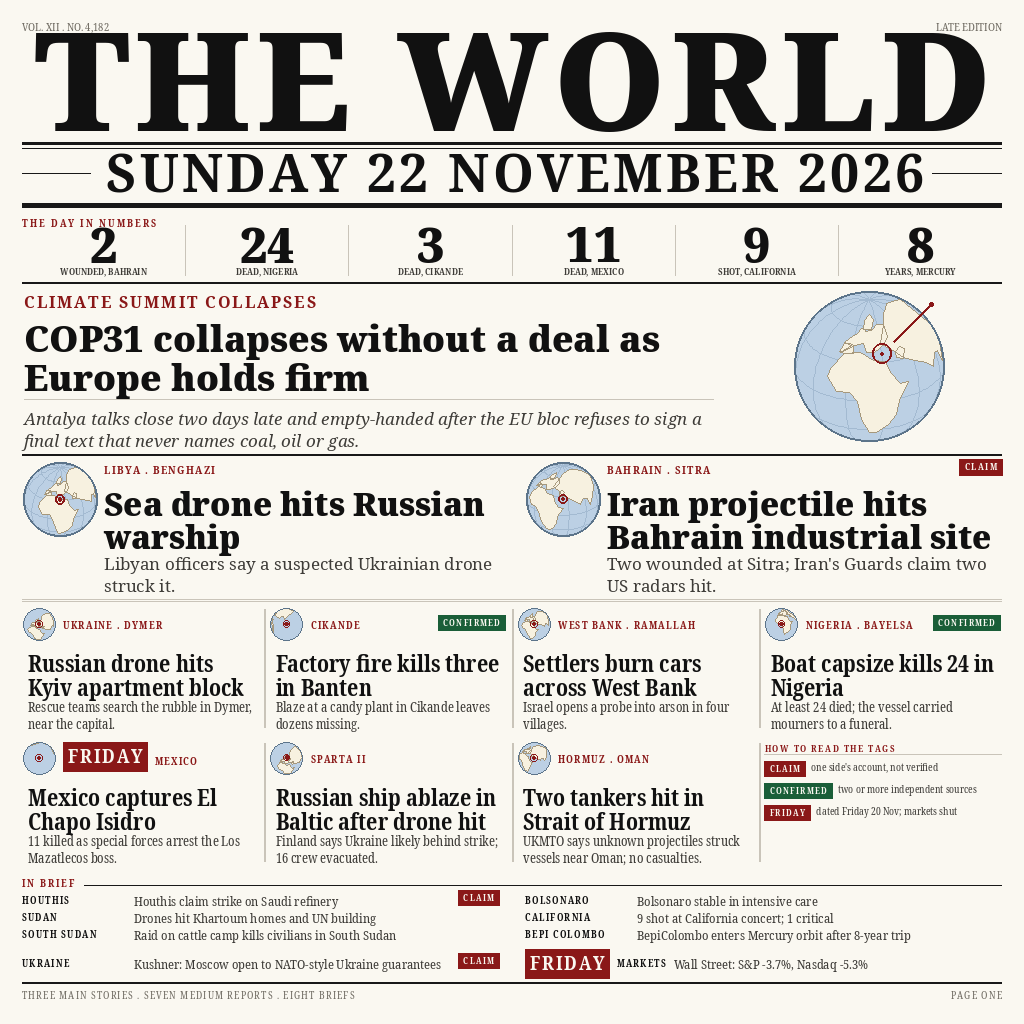 VOL. XII . NO. 4,182
LATE EDITION
THE WORLD
SUNDAY 22 NOVEMBER 2026
THE DAY IN NUMBERS
2
WOUNDED, BAHRAIN
24
DEAD, NIGERIA
3
DEAD, CIKANDE
11
DEAD, MEXICO
9
SHOT, CALIFORNIA
8
YEARS, MERCURY
CLIMATE SUMMIT COLLAPSES
COP31 collapses without a deal as
Europe holds firm
Antalya talks close two days late and empty-handed after the EU bloc refuses to sign a
final text that never names coal, oil or gas.
LIBYA . BENGHAZI
Sea drone hits Russian
warship
Libyan officers say a suspected Ukrainian drone
struck it.
BAHRAIN . SITRA
CLAIM
Iran projectile hits
Bahrain industrial site
Two wounded at Sitra; Iran's Guards claim two
US radars hit.
UKRAINE . DYMER
Russian drone hits
Kyiv apartment block
Rescue teams search the rubble in Dymer,
near the capital.
CIKANDE
CONFIRMED
Factory fire kills three
in Banten
Blaze at a candy plant in Cikande leaves
dozens missing.
WEST BANK . RAMALLAH
Settlers burn cars
across West Bank
Israel opens a probe into arson in four
villages.
NIGERIA . BAYELSA
CONFIRMED
Boat capsize kills 24 in
Nigeria
At least 24 died; the vessel carried
mourners to a funeral.
FRIDAY
MEXICO
Mexico captures El
Chapo Isidro
11 killed as special forces arrest the Los
Mazatlecos boss.
SPARTA II
Russian ship ablaze in
Baltic after drone hit
Finland says Ukraine likely behind strike;
16 crew evacuated.
HORMUZ . OMAN
Two tankers hit in
Strait of Hormuz
UKMTO says unknown projectiles struck
vessels near Oman; no casualties.
HOW TO READ THE TAGS
CLAIM one side's account, not verified
CONFIRMED two or more independent sources
FRIDAY dated Friday 20 Nov; markets shut
IN BRIEF
HOUTHIS Houthis claim strike on Saudi refinery CLAIM
SUDAN Drones hit Khartoum homes and UN building
SOUTH SUDAN Raid on cattle camp kills civilians in South Sudan
UKRAINE Kushner: Moscow open to NATO-style Ukraine guarantees CLAIM
BOLSONARO Bolsonaro stable in intensive care
CALIFORNIA 9 shot at California concert; 1 critical
BEPI COLOMBO BepiColombo enters Mercury orbit after 8-year trip
FRIDAY MARKETS Wall Street: S&P -3.7%, Nasdaq -5.3%
THREE MAIN STORIES . SEVEN MEDIUM REPORTS . EIGHT BRIEFS
PAGE ONE